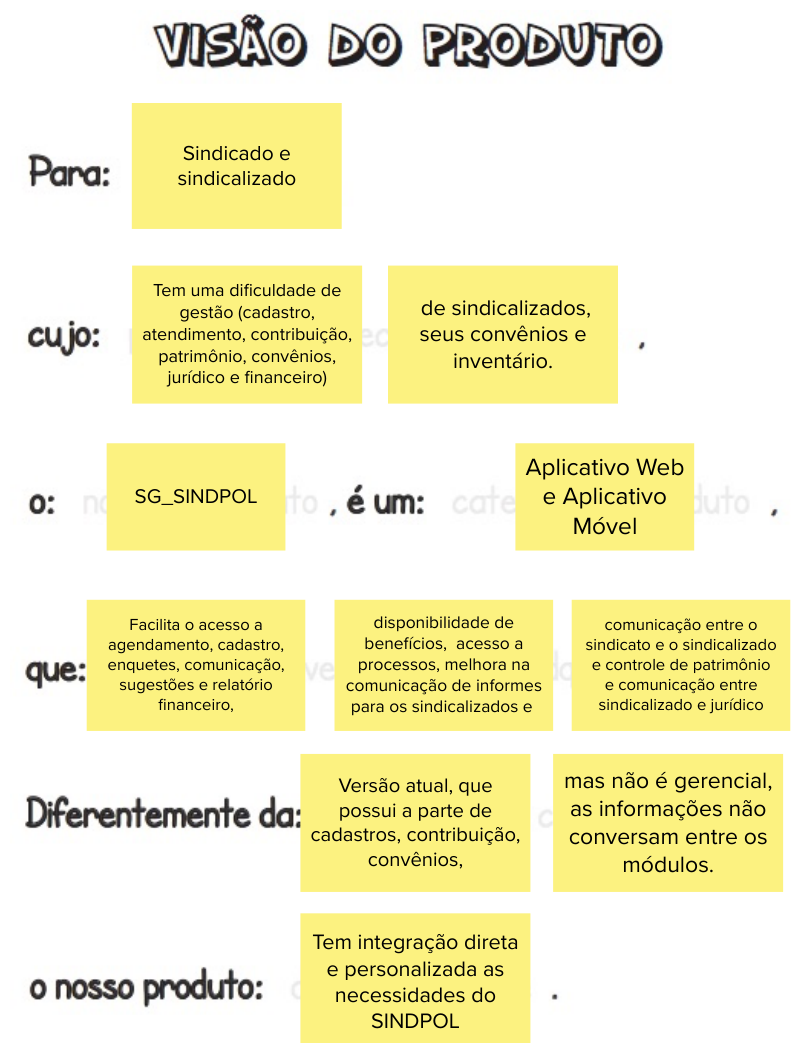 VISÃO DO PRODUTO
Para:
Sindicado e
sindicalizado
cujo:
Tem uma dificuldade de
gestão (cadastro,
atendimento, contribuição,
patrimônio, convênios,
jurídico e financeiro)
de sindicalizados,
seus convênios e
inventário.
,
o:
SG_SINDPOL
, é um:
Aplicativo Web
e Aplicativo
Móvel
,
que:
Facilita o acesso a
agendamento, cadastro,
enquetes, comunicação,
sugestões e relatório
financeiro,
disponibilidade de
benefícios, acesso a
processos, melhora na
comunicação de informes
para os sindicalizados e
comunicação entre o
sindicato e o sindicalizado
e controle de patrimônio
e comunicação entre
sindicalizado e jurídico
Diferentemente da:
Versão atual, que
possui a parte de
cadastros, contribuição,
convênios,
mas não é gerencial,
as informações não
conversam entre os
módulos.
o nosso produto:
Tem integração direta
e personalizada as
necessidades do
SINDPOL
.